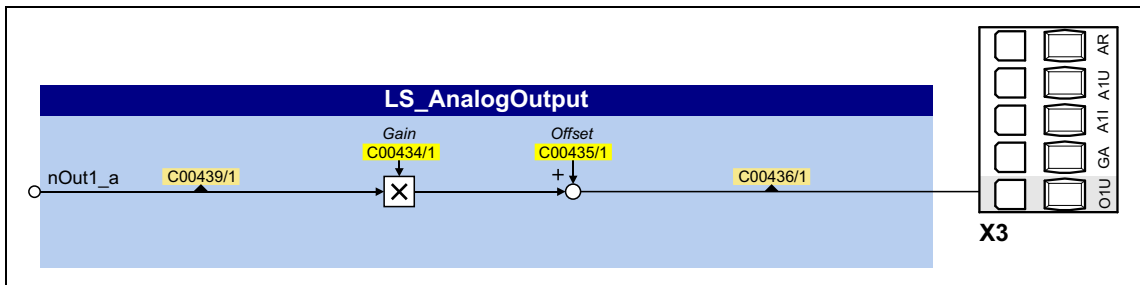 LS_AnalogOutput
Gain
C00434/1
Offset
C00435/1
nOut1_a
C00439/1
+
C00436/1
AR
A1U
A1I
GA
O1U
X3